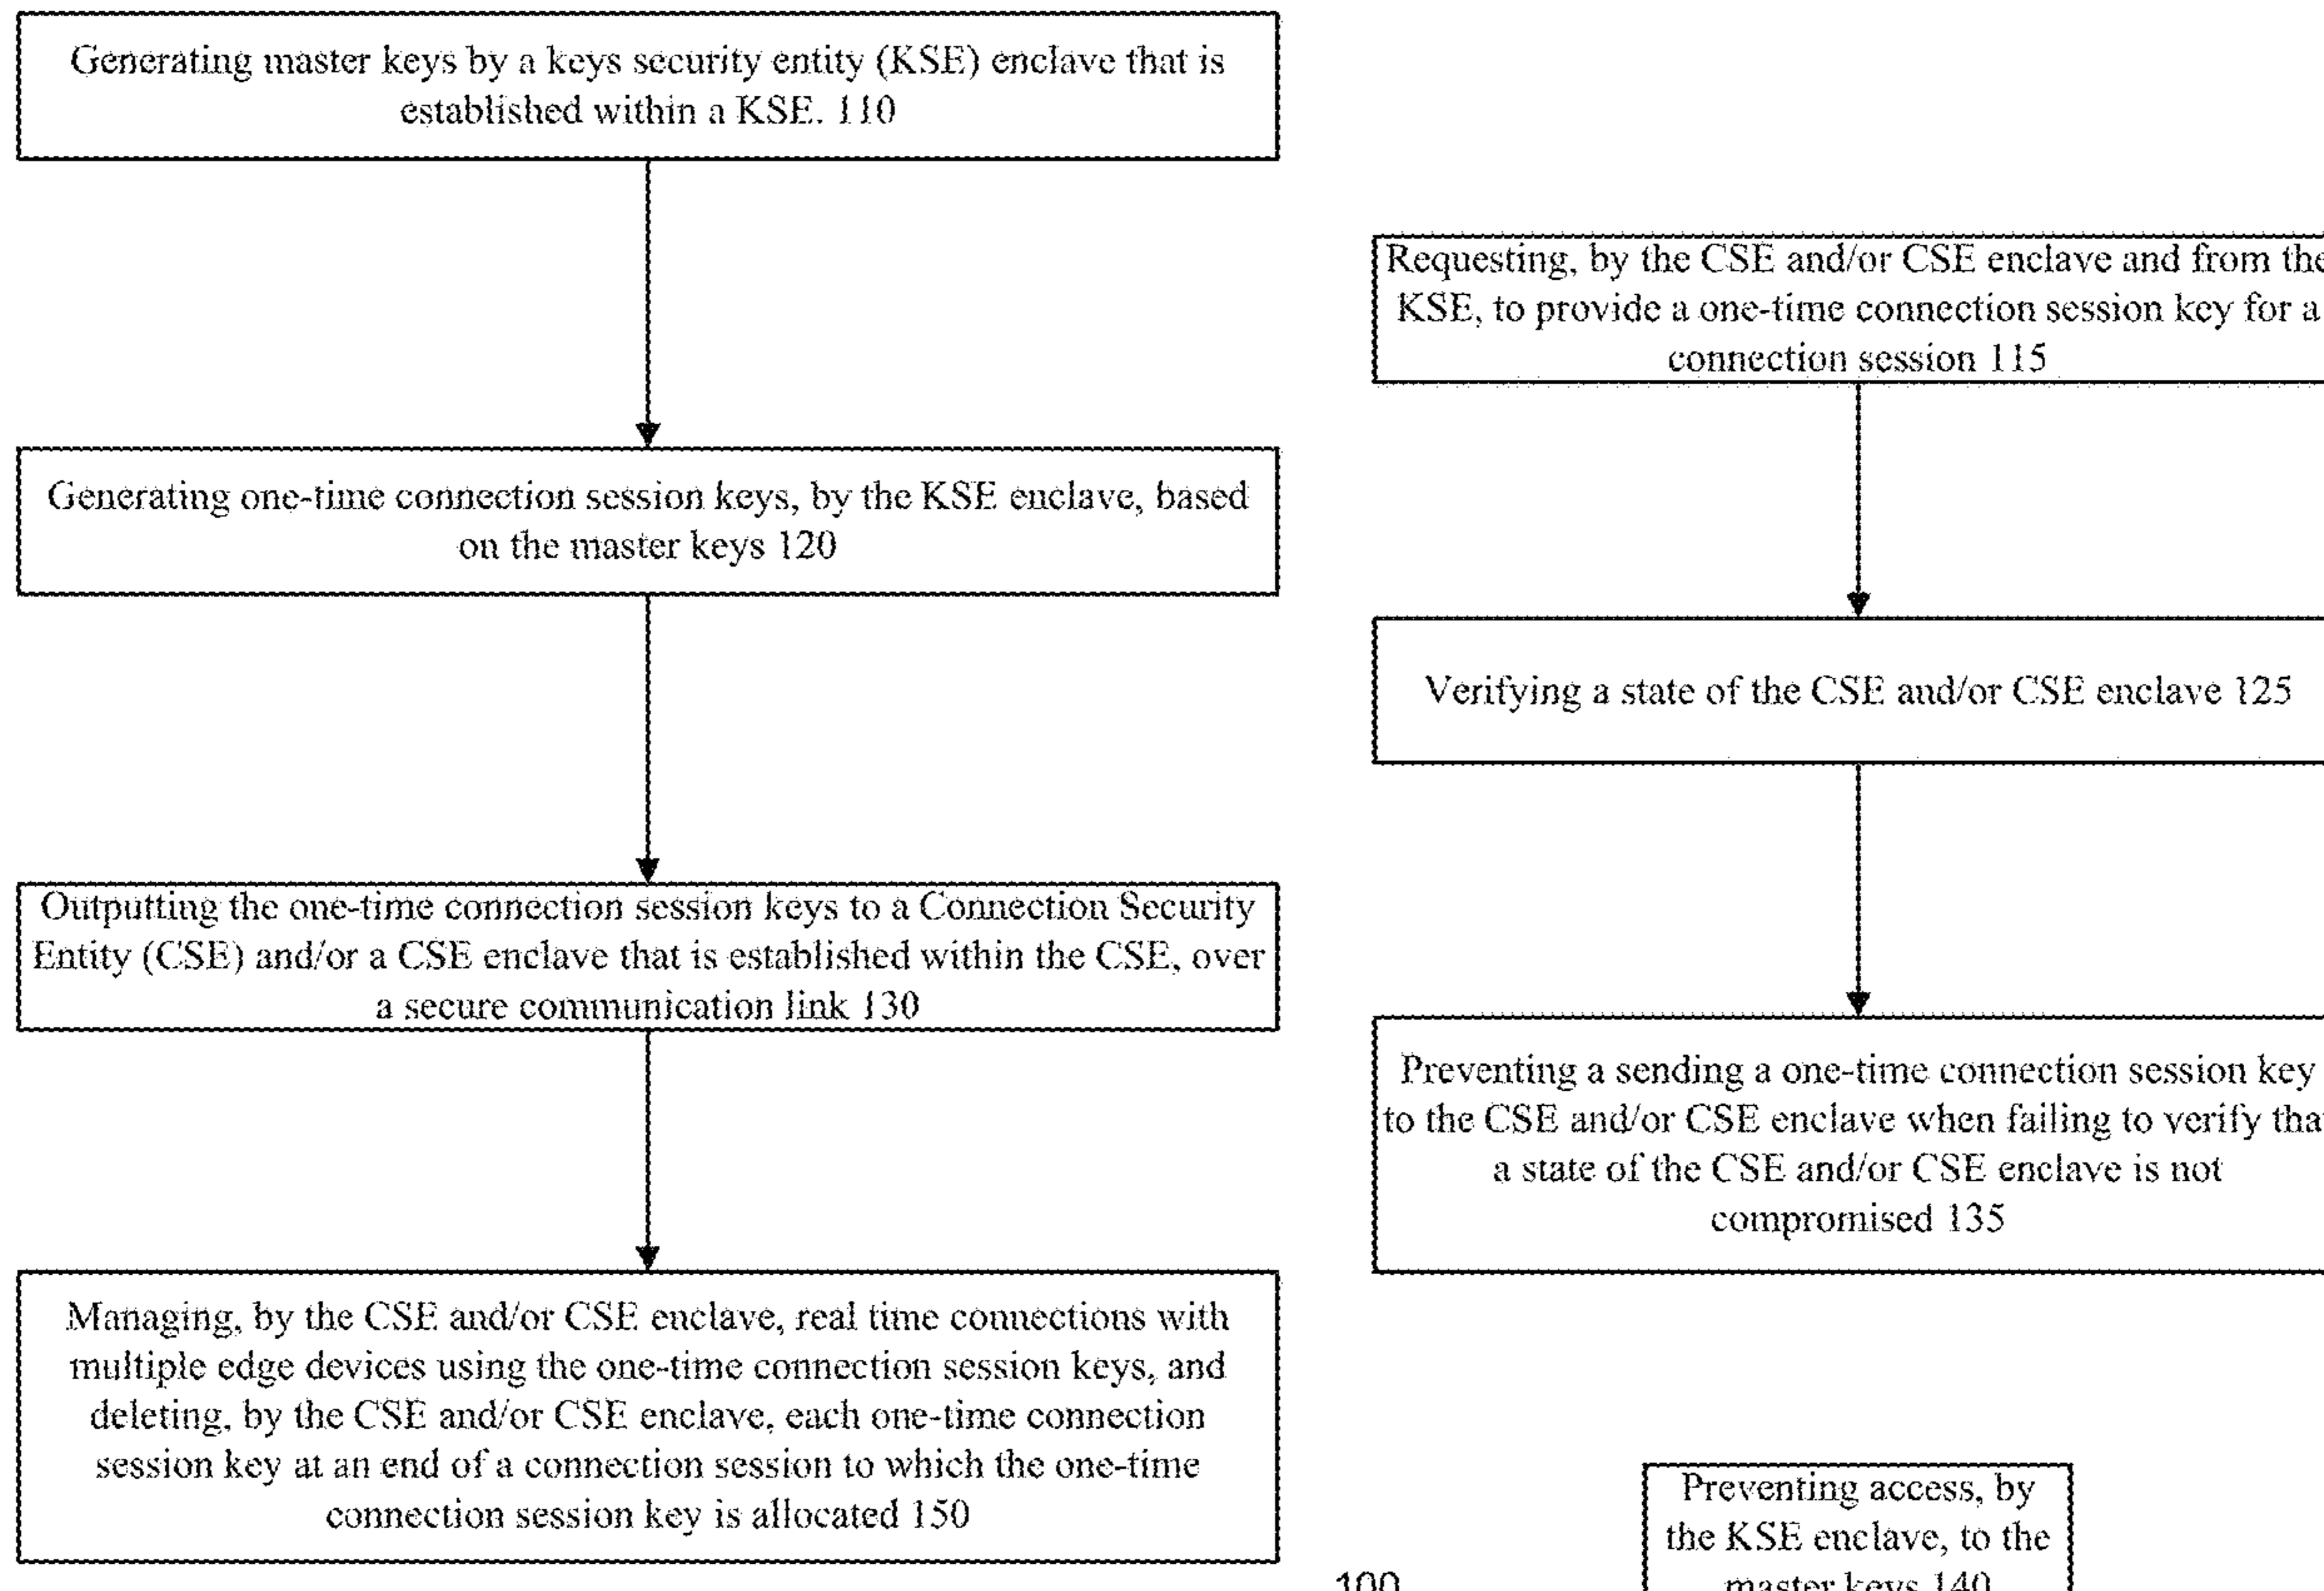 Generating master keys by a keys security entity (KSE) enclave that is
established within a KSE. 110
Generating one-time connection session keys, by the KSE enclave, based
on the master keys 120
Outputting the one-time connection session keys to a Connection Security
Entity (CSE) and/or a CSE enclave that is established within the CSE, over
a secure communication link 130
Managing, by the CSE and/or CSE enclave, real time connections with
multiple edge devices using the one-time connection session keys, and
deleting, by the CSE and/or CSE enclave, each one-time connection
session key at an end of a connection session to which the one-time
connection session key is allocated 150
Requesting, by the CSE and/or CSE enclave and from the
KSE, to provide a one-time connection session key for a
connection session 115
Verifying a state of the CSE and/or CSE enclave 125
Preventing a sending a one-time connection session key
to the CSE and/or CSE enclave when failing to verify that
a state of the CSE and/or CSE enclave is not
compromised 135
Preventing access, by
the KSE enclave, to the
master keys 140
100